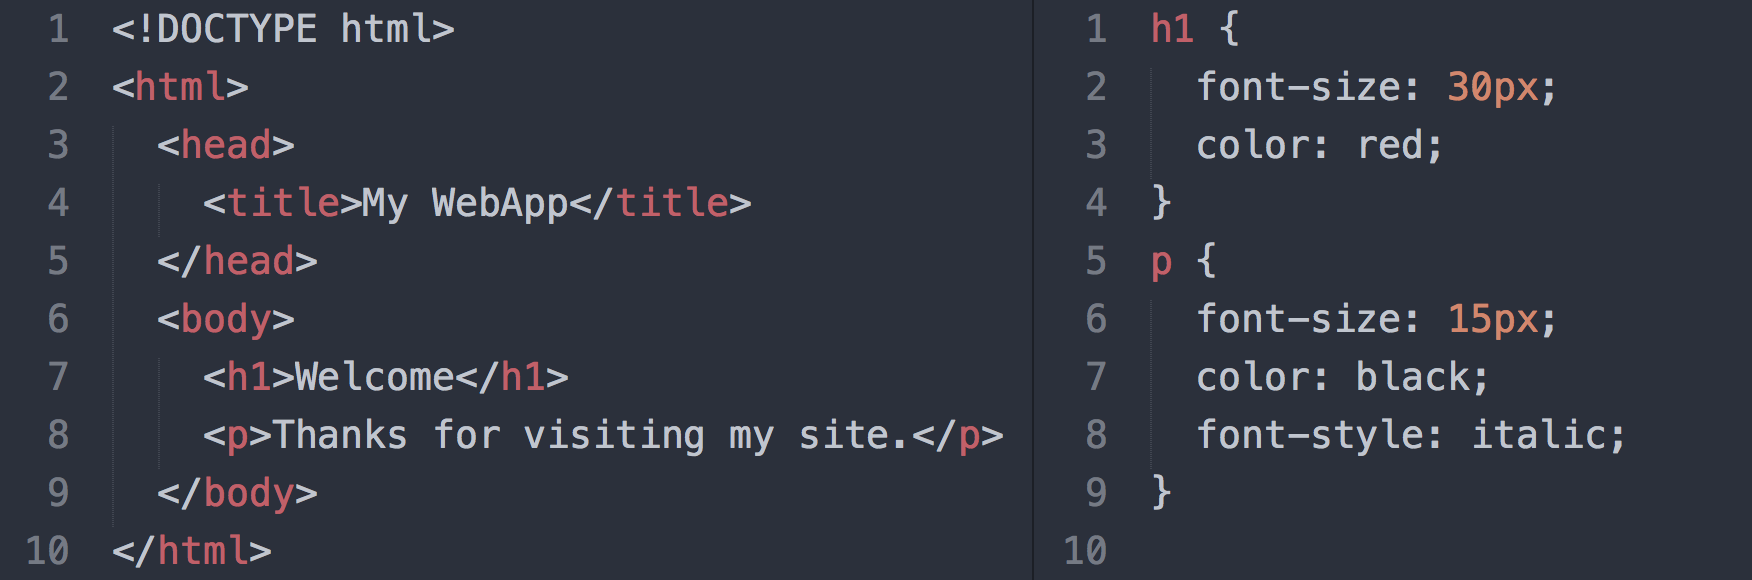 1 <!DOCTYPE html>
2 <html>
3   <head>
4     <title>My WebApp</title>
5   </head>
6   <body>
7     <h1>Welcome</h1>
8     <p>Thanks for visiting my site.</p>
9   </body>
10 </html>
1 h1 {
2   font-size: 30px;
3   color: red;
4 }
5 p {
6   font-size: 15px;
7   color: black;
8   font-style: italic;
9 }
10